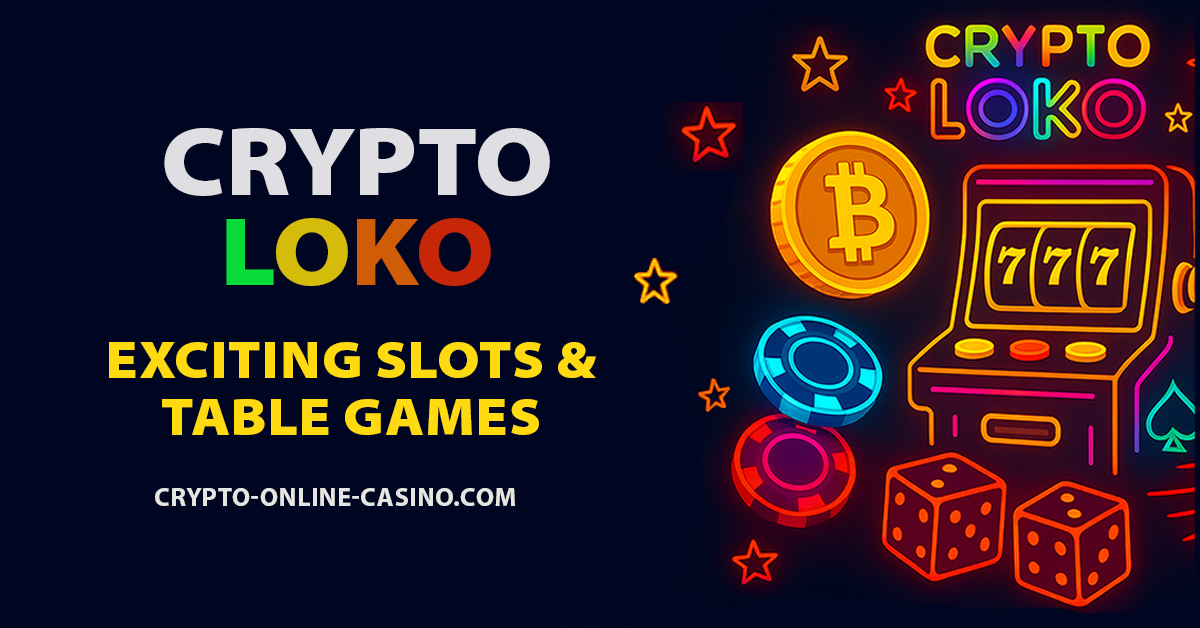 CRYPTO
LOKO
EXCITING SLOTS &
TABLE GAMES
CRYPTO-ONLINE-CASINO.COM
CRYPTO
LOKO
B
777